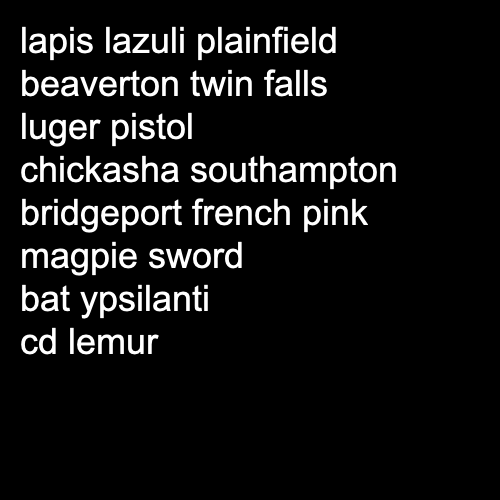 lapis lazuli plainfield
beaverton twin falls
luger pistol
chickasha southampton
bridgeport french pink
magpie sword
bat ypsilanti
cd lemur